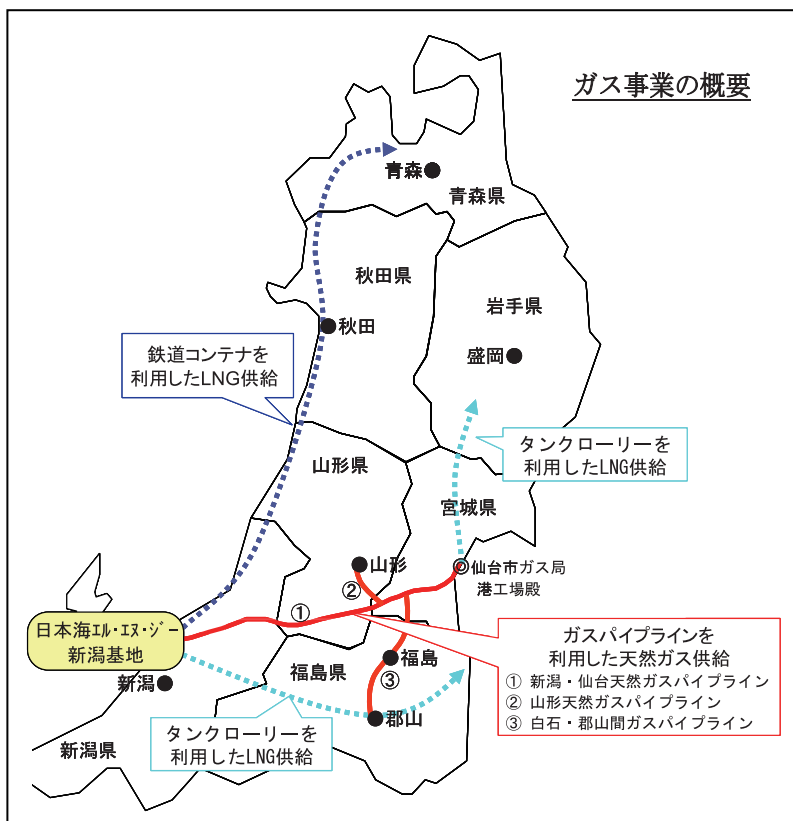 ガス事業の概要
青森
青森県
秋田県
岩手県
秋田
盛岡
鉄道コンテナを
利用したLNG供給
タンクローリーを
利用したLNG供給
山形県
宮城県
山形
仙台市ガス局
港工場殿
②
①
日本海エル・エヌ・ジー
新潟基地
ガスパイプラインを
利用した天然ガス供給
① 新潟・仙台天然ガスパイプライン
② 山形天然ガスパイプライン
③ 白石・郡山間ガスパイプライン
福島県
福島
③
新潟
郡山
タンクローリーを
利用したLNG供給
新潟県